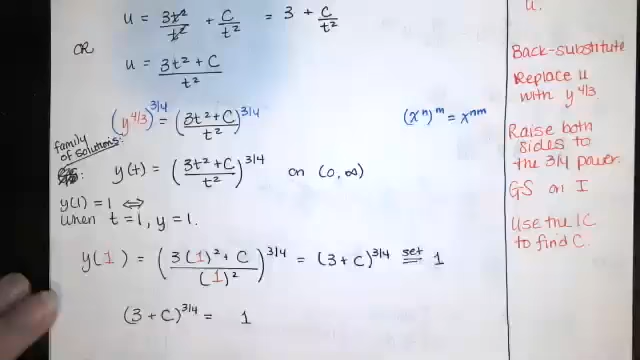 u = 3t²/t² + C/t² = 3 + C/t²
u.
OR
u = (3t² + C)/t²
Back-substitute
Replace u
with y^4/3.
(y^4/3)^3/4 = ((3t² + C)/t²)^3/4
(xⁿ)ᵐ = xⁿᵐ
family
of solutions:
y(t) = ((3t² + C)/t²)^3/4 on (0, ∞)
Raise both
sides to
the 3/4 power.
GS on I
y(1) = 1 ⇔
when t = 1, y = 1.
Use the IC
to find C.
y(1) = ((3(1)² + C)/(1)²)^3/4 = (3 + C)^3/4 set = 1
(3 + C)^3/4 = 1